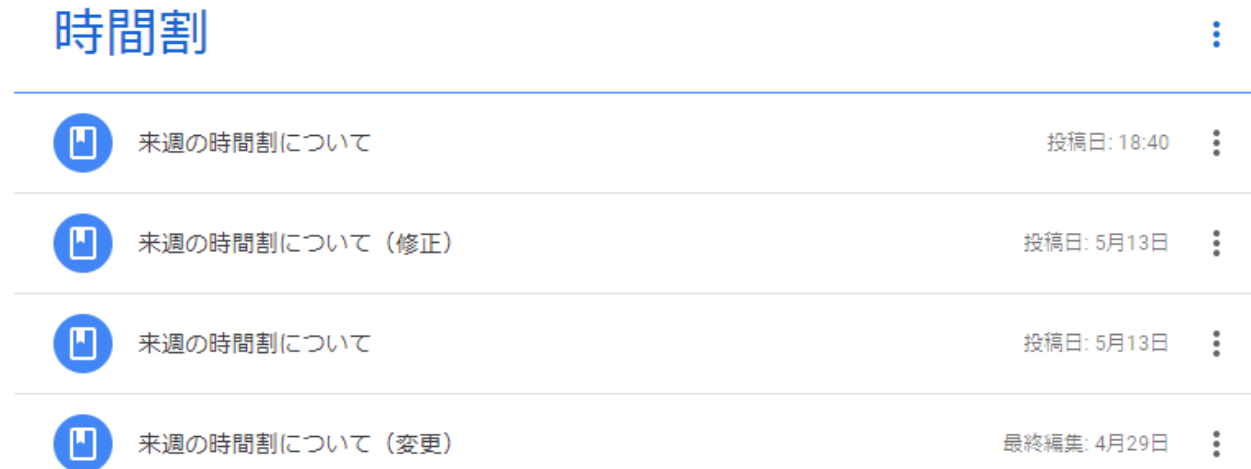 時間割
来週の時間割について 投稿日: 18:40
来週の時間割について（修正） 投稿日: 5月13日
来週の時間割について 投稿日: 5月13日
来週の時間割について（変更） 最終編集: 4月29日